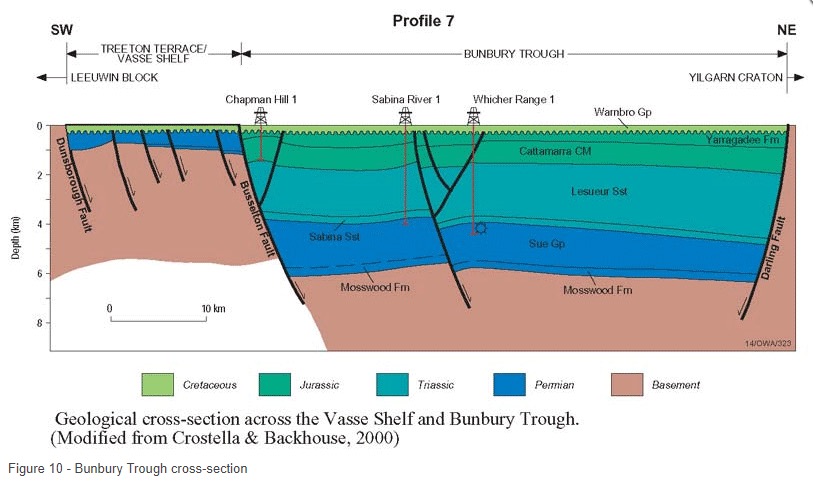 Profile 7
SW
NE
TREETON TERRACE/
VASSE SHELF
BUNBURY TROUGH
LEEUWIN BLOCK
YILGARN CRATON
Chapman Hill 1
Sabina River 1
Whicher Range 1
Warnbro Gp
Yarragadee Fm
Cattamarra CM
Lesueur Sst
Dunsborough Fault
Busselton Fault
Sabina Sst
Sue Gp
Darling Fault
Mosswood Fm
Mosswood Fm
Depth (km)
0
2
4
6
8
0
10 km
14/OWA/323
Cretaceous
Jurassic
Triassic
Permian
Basement
Geological cross-section across the Vasse Shelf and Bunbury Trough.
(Modified from Crostella & Backhouse, 2000)
Figure 10 - Bunbury Trough cross-section